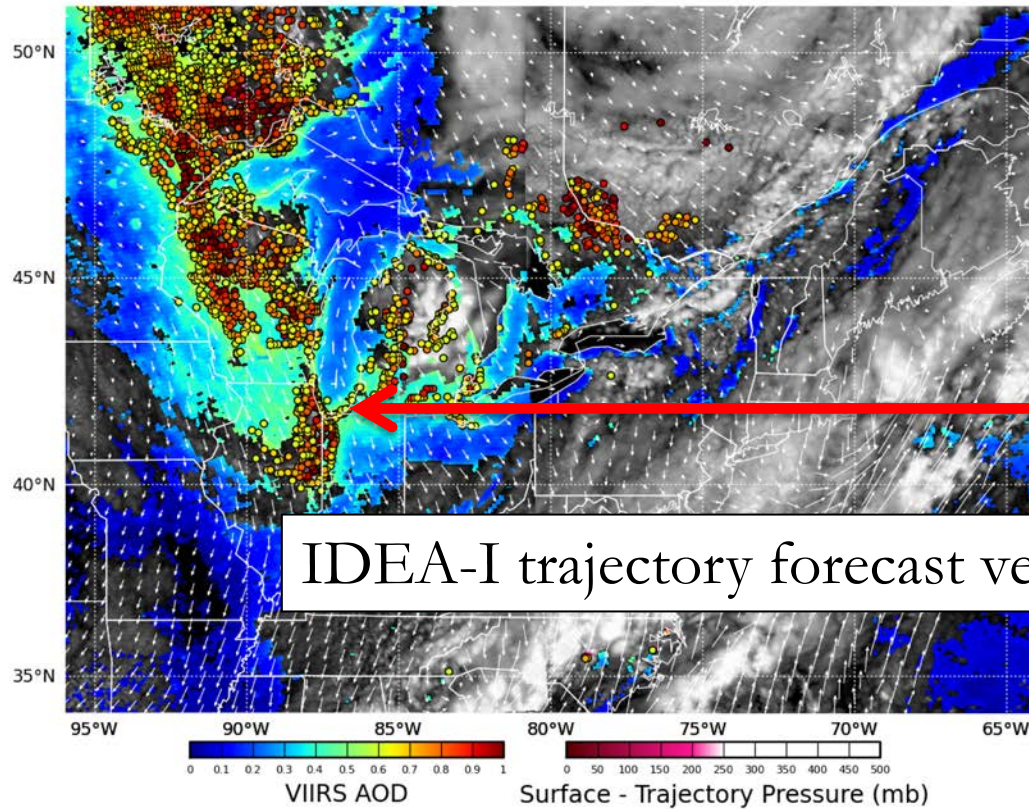 50°N
45°N
40°N
35°N
IDEA-I trajectory forecast ve
95°W 90°W 85°W 80°W 75°W 70°W 65°W
0 0.1 0.2 0.3 0.4 0.5 0.6 0.7 0.8 0.9 1
VIIRS AOD
0 50 100 150 200 250 300 350 400 450 500
Surface - Trajectory Pressure (mb)